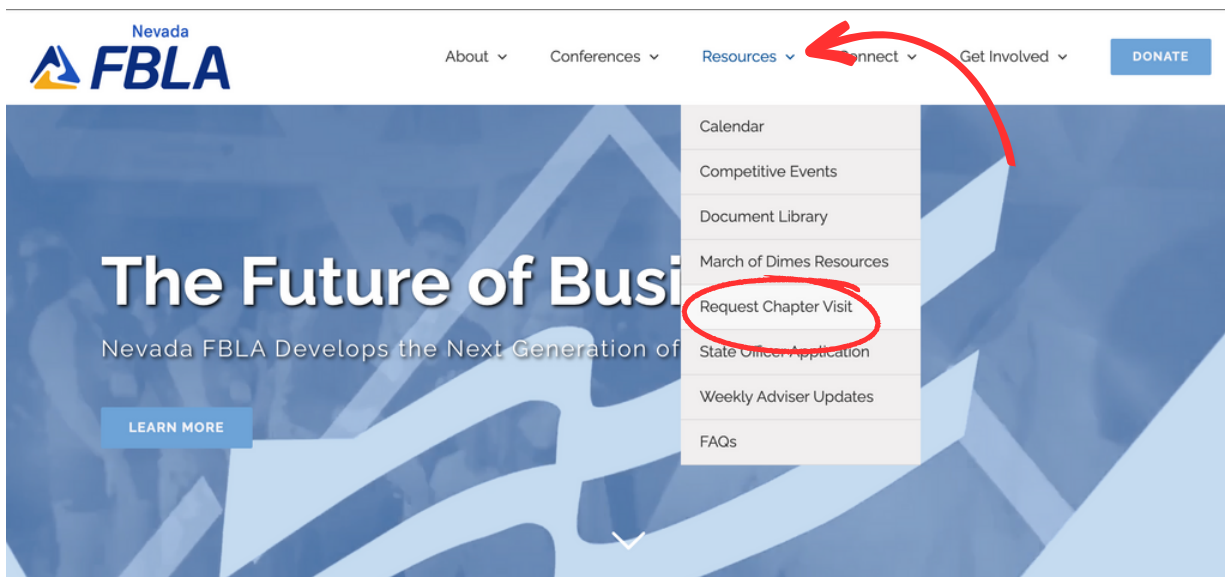 Nevada
FBLA
About
Conferences
Resources
Connect
Get Involved
DONATE
Calendar
Competitive Events
Document Library
March of Dimes Resources
Request Chapter Visit
State Officer Application
Weekly Adviser Updates
FAQs
The Future of Busi
Nevada FBLA Develops the Next Generation of
LEARN MORE